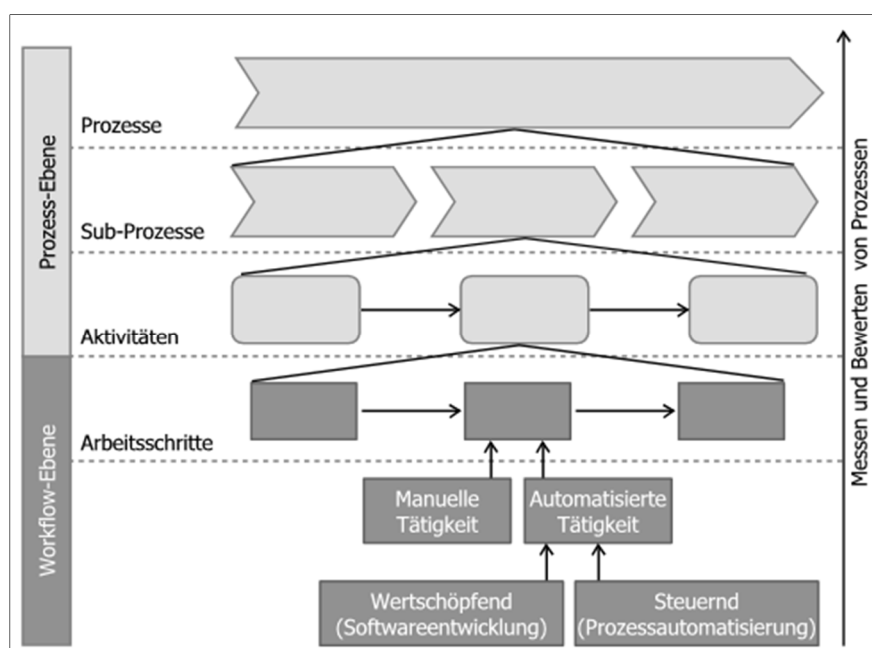 Prozess-Ebene
Prozesse
Sub-Prozesse
Aktivitäten
Workflow-Ebene
Arbeitsschritte
Manuelle
Tätigkeit
Automatisierte
Tätigkeit
Wertschöpfend
(Softwareentwicklung)
Steuernd
(Prozessautomatisierung)
Messen und Bewerten von Prozessen